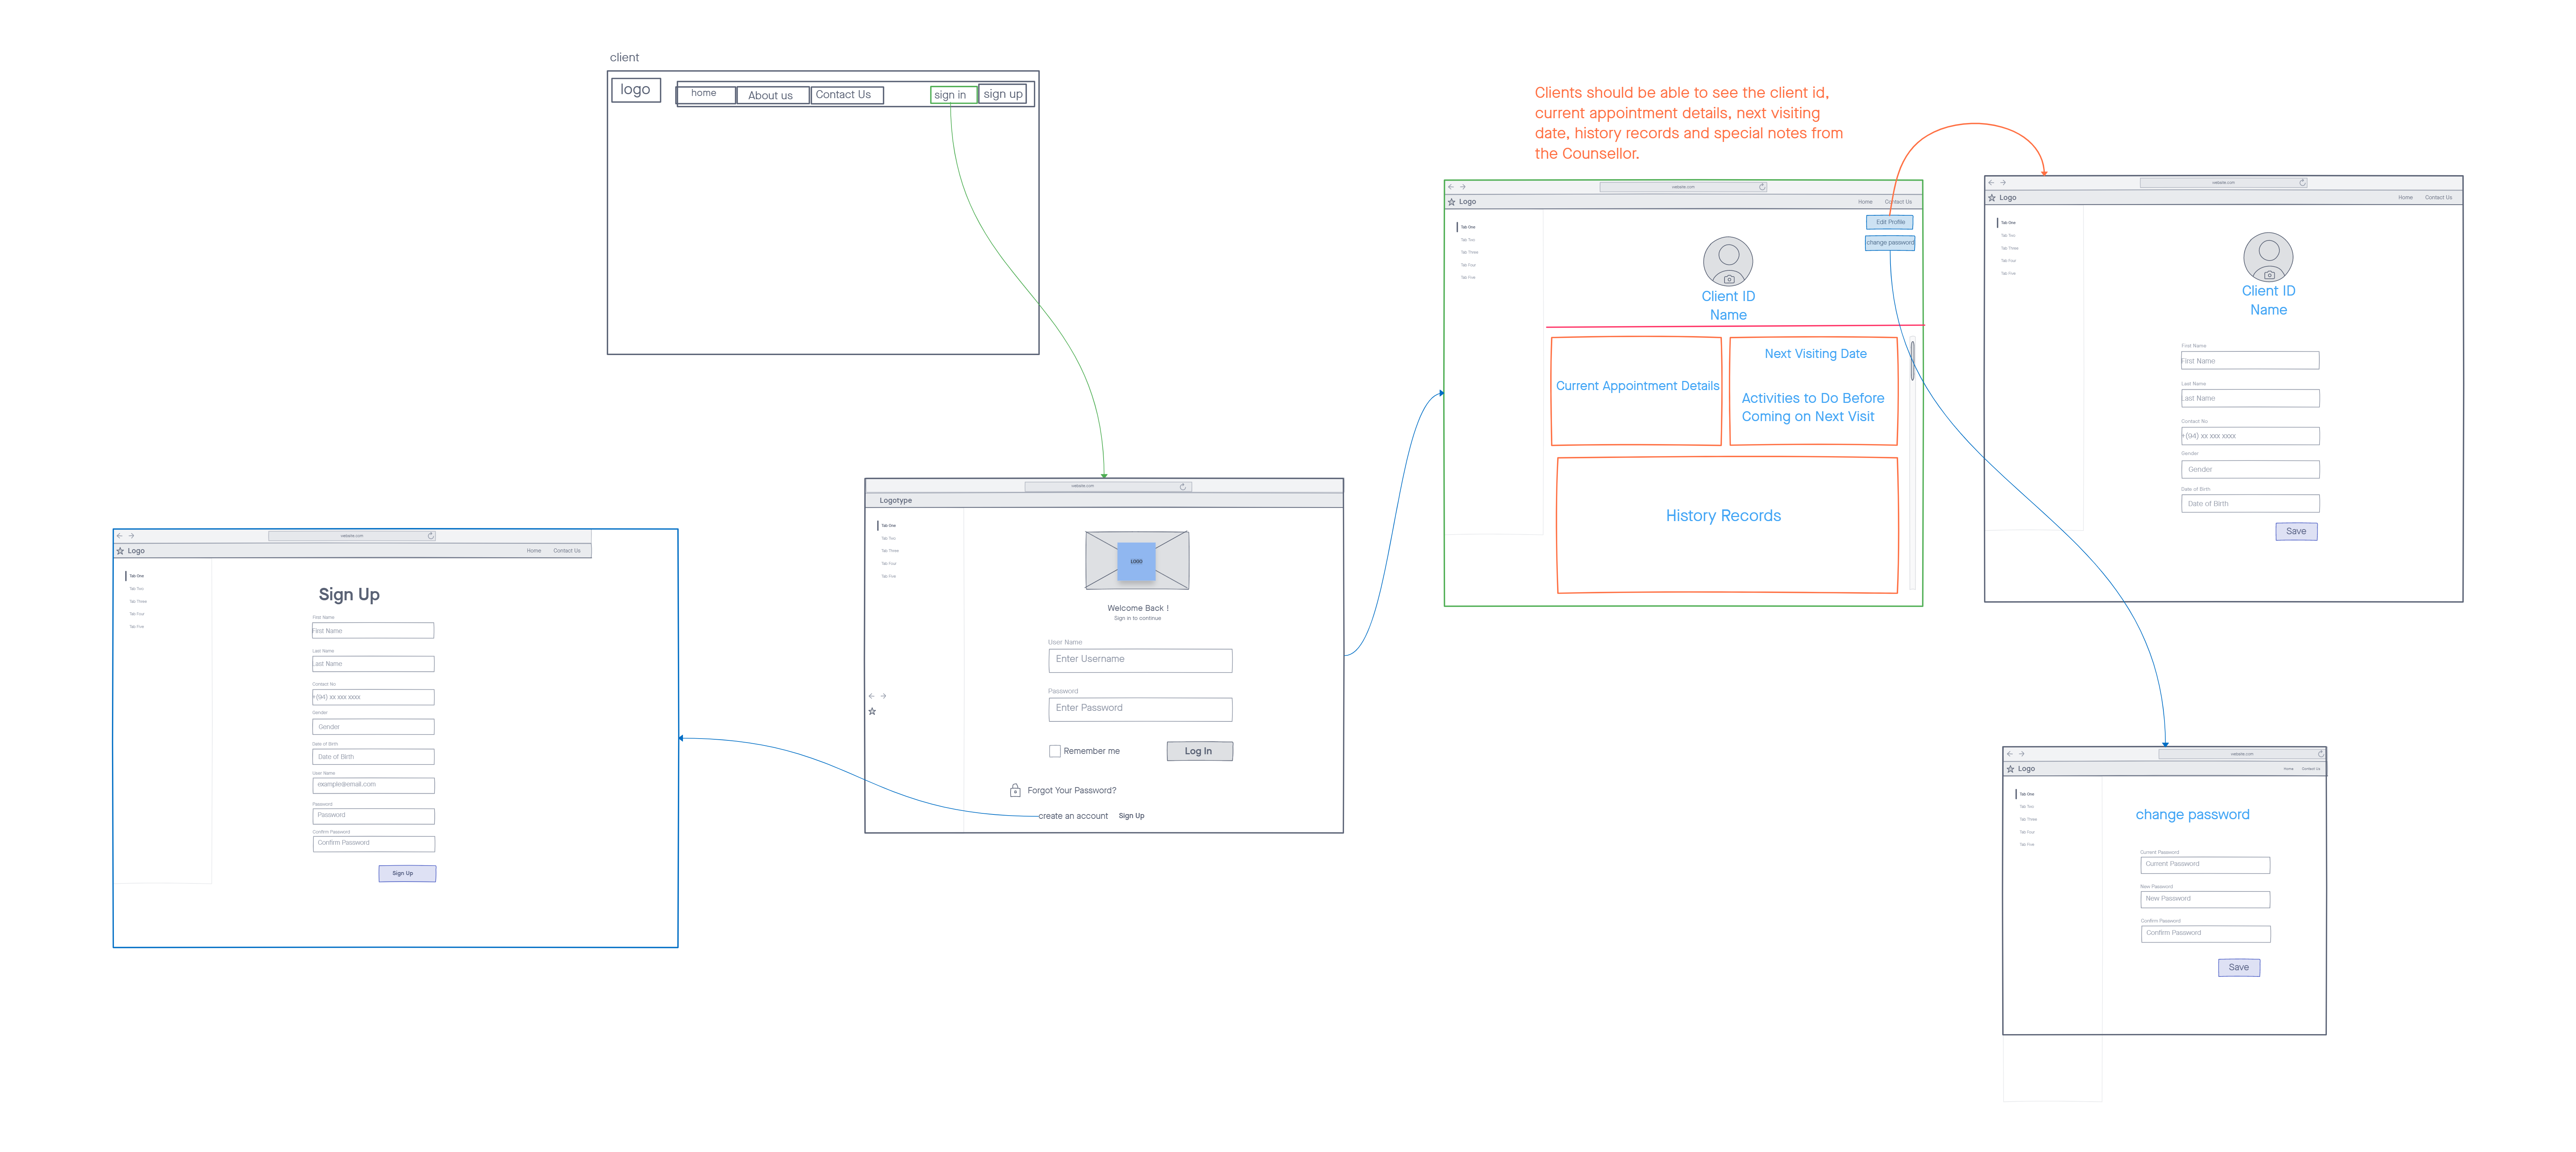 client
logo
home
About us
Contact Us
sign in
sign up
Clients should be able to see the client id,
current appointment details, next visiting
date, history records and special notes from
the Counsellor.
website.com
Logo
Home
Contact Us
Tab One
Tab Two
Tab Three
Tab Four
Tab Five
Edit Profile
change password
Client ID
Name
Current Appointment Details
Next Visiting Date
Activities to Do Before
Coming on Next Visit
History Records
website.com
Logo
Home
Contact Us
Tab One
Tab Two
Tab Three
Tab Four
Tab Five
Client ID
Name
First Name
First Name
Last Name
Last Name
Contact No
+(94) xx xxx xxxx
Gender
Gender
Date of Birth
Date of Birth
Save
website.com
Logotype
Tab One
Tab Two
Tab Three
Tab Five
Tab Five
Welcome Back !
Sign in to continue
User Name
Enter Username
Password
Enter Password
Remember me
Log In
Forgot Your Password?
create an account
Sign Up
website.com
Logo
Home
Contact Us
Tab One
Tab Two
Tab Three
Tab Four
Tab Five
Sign Up
First Name
First Name
Last Name
Last Name
Contact No
+(94) xx xxx xxxx
Gender
Gender
Date of Birth
Date of Birth
User Name
example@email.com
Password
Password
Confirm Password
Confirm Password
Sign Up
website.com
Logo
Home
Contact Us
Tab One
Tab Two
Tab Three
Tab Four
Tab Five
change password
Current Password
Current Password
New Password
New Password
Confirm Password
Confirm Password
Save